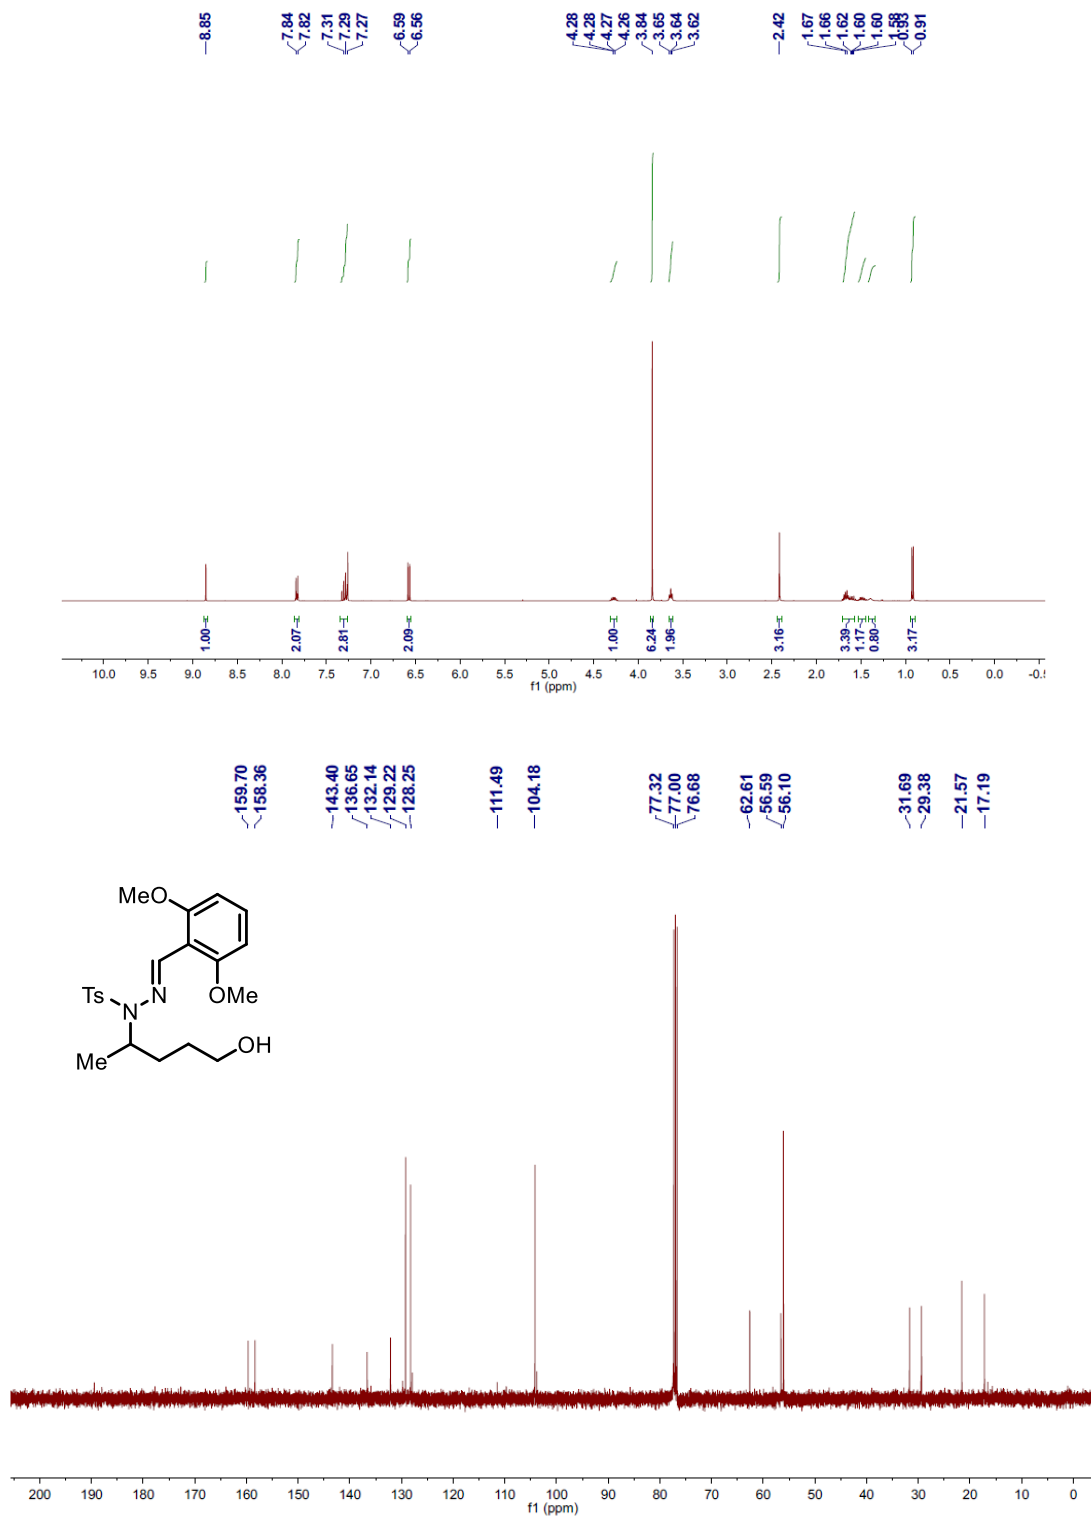 8.85 7.84 7.82 7.31 7.29 7.27 6.59 6.56 4.28 4.28 4.27 4.26 3.84 3.65 3.64 3.62 2.42 1.67 1.66 1.62 1.60 1.60 1.58 0.93 0.91
1.00 2.07 2.81 2.09 1.00 6.24 1.96 3.16 3.39 1.17 0.80 3.17
10.0 9.5 9.0 8.5 8.0 7.5 7.0 6.5 6.0 5.5 5.0 4.5 4.0 3.5 3.0 2.5 2.0 1.5 1.0 0.5 0.0
f1 (ppm)
159.70 158.36 143.40 136.65 132.14 129.22 128.25 111.49 104.18 77.32 77.00 76.68 62.61 56.59 56.10 31.69 29.38 21.57 17.19
MeO
Ts N OMe
N
OH
Me
200 190 180 170 160 150 140 130 120 110 100 90 80 70 60 50 40 30 20 10 0
f1 (ppm)